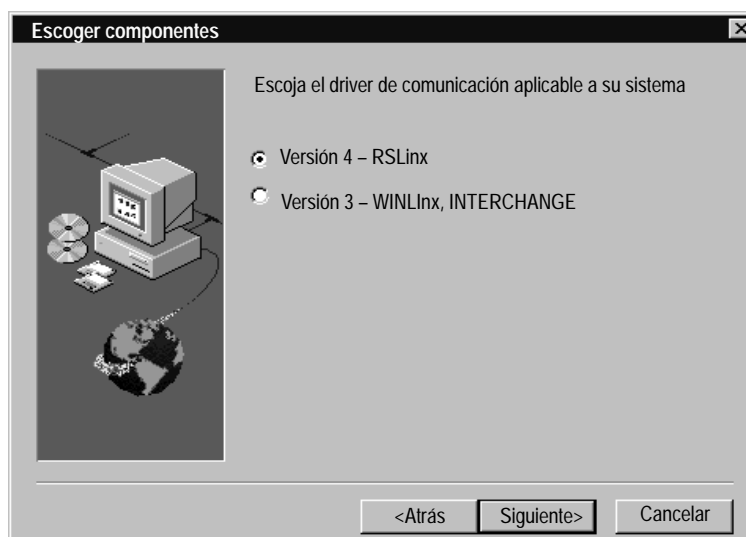 Escoger componentes
Escoja el driver de comunicación aplicable a su sistema
Versión 4 – RSLinx
Versión 3 – WINLInx, INTERCHANGE
<Atrás
Siguiente>
Cancelar